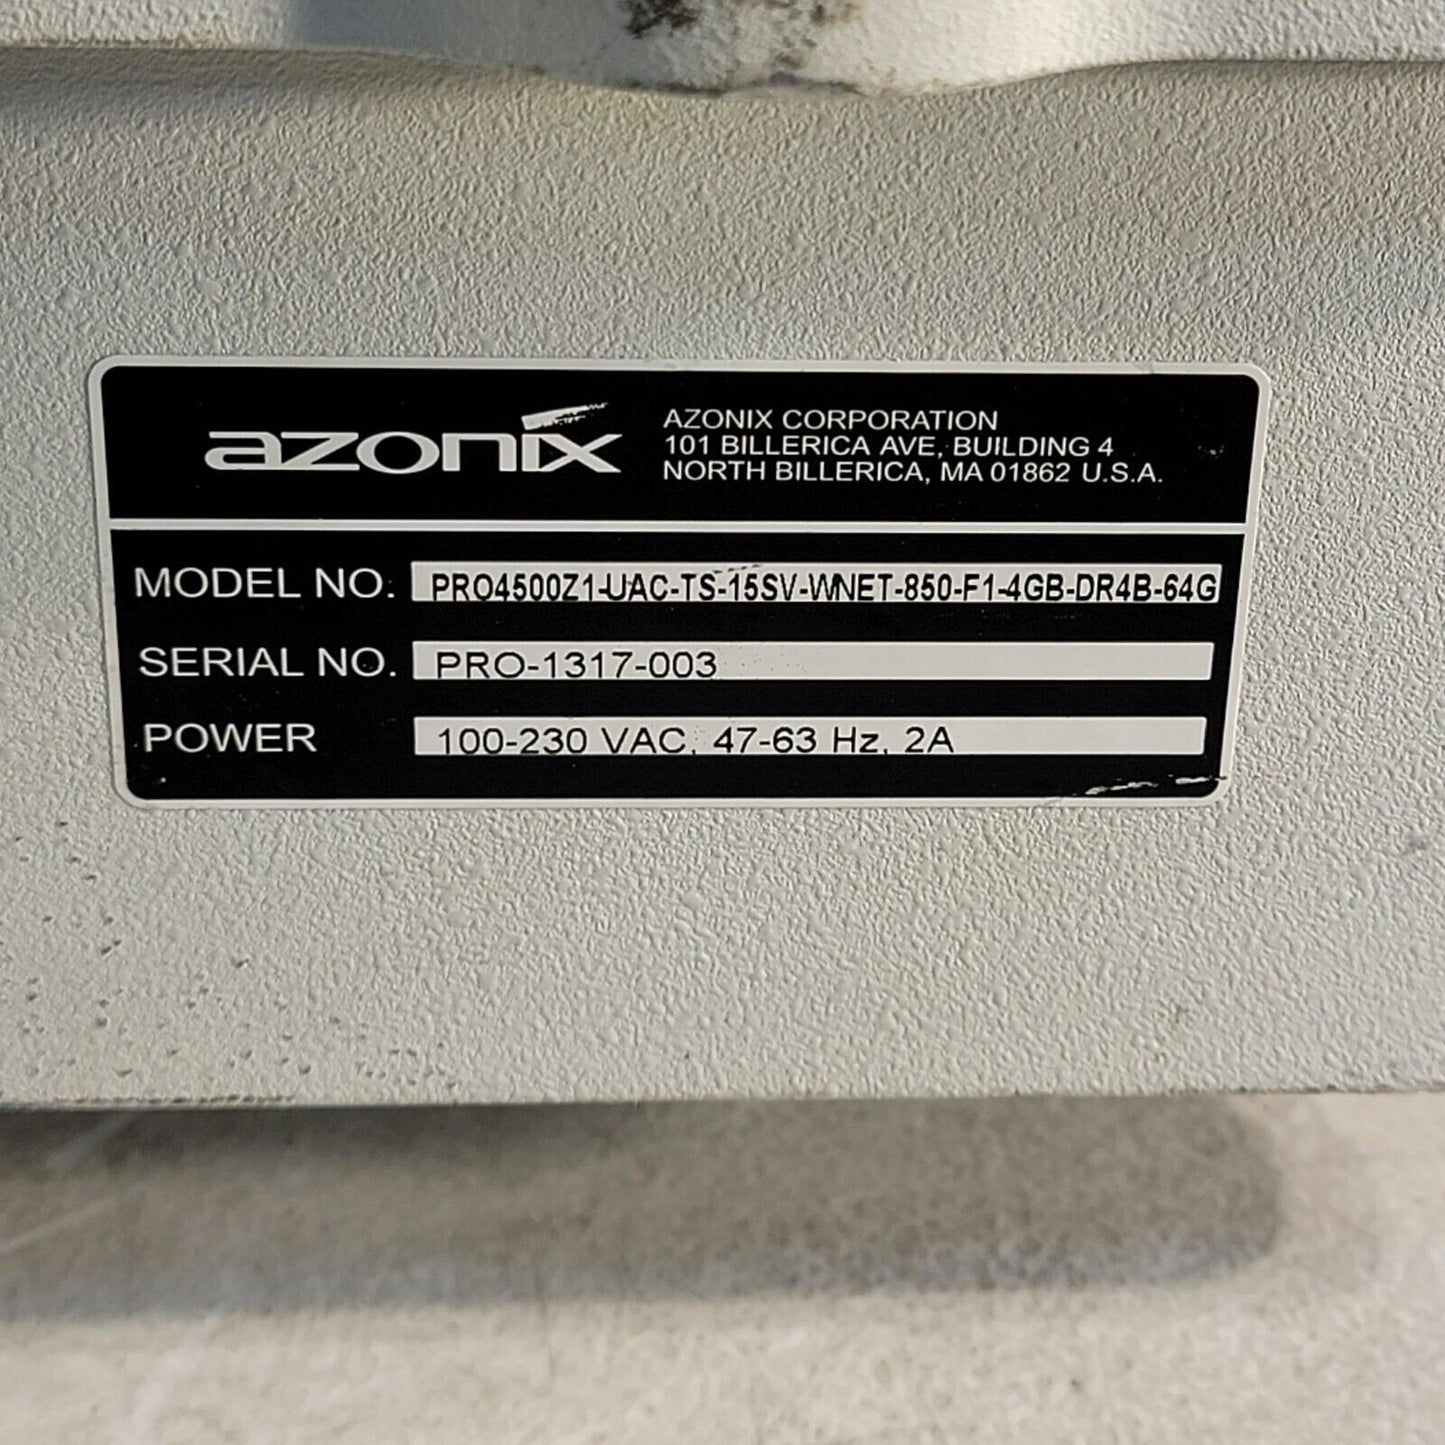 azonix
AZONIX CORPORATION
101 BILLERICA AVE, BUILDING 4
NORTH BILLERICA, MA 01862 U.S.A.
MODEL NO. PRO4500Z1-UAC-TS-15SV-WNET-850-F1-4GB-DR4B-64G
SERIAL NO. PRO-1317-003
POWER 100-230 VAC, 47-63 Hz, 2A